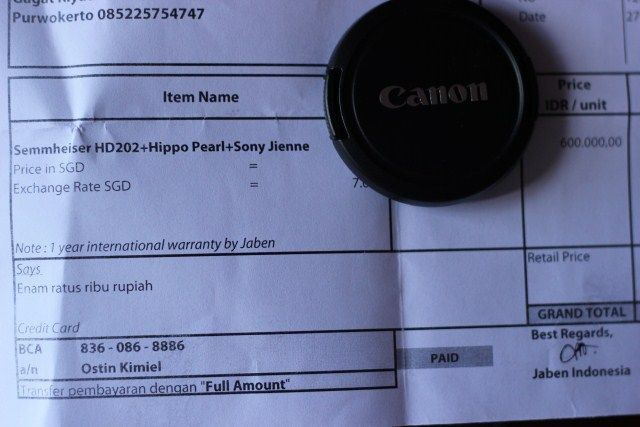 Purwokerto 085225754747
Date
27
Item Name
Price
IDR / unit
Canon
Semmheiser HD202+Hippo Pearl+Sony Jienne
600.000,00
Price in SGD =
Exchange Rate SGD = 7.0
Note : 1 year international warranty by Jaben
Retail Price
Says
Enam ratus ribu rupiah
GRAND TOTAL
Credit Card
Best Regards,
BCA 836 - 086 - 8886
PAID
a/n Ostin Kimiel
Jaben Indonesia
Transfer pembayaran dengan "Full Amount"